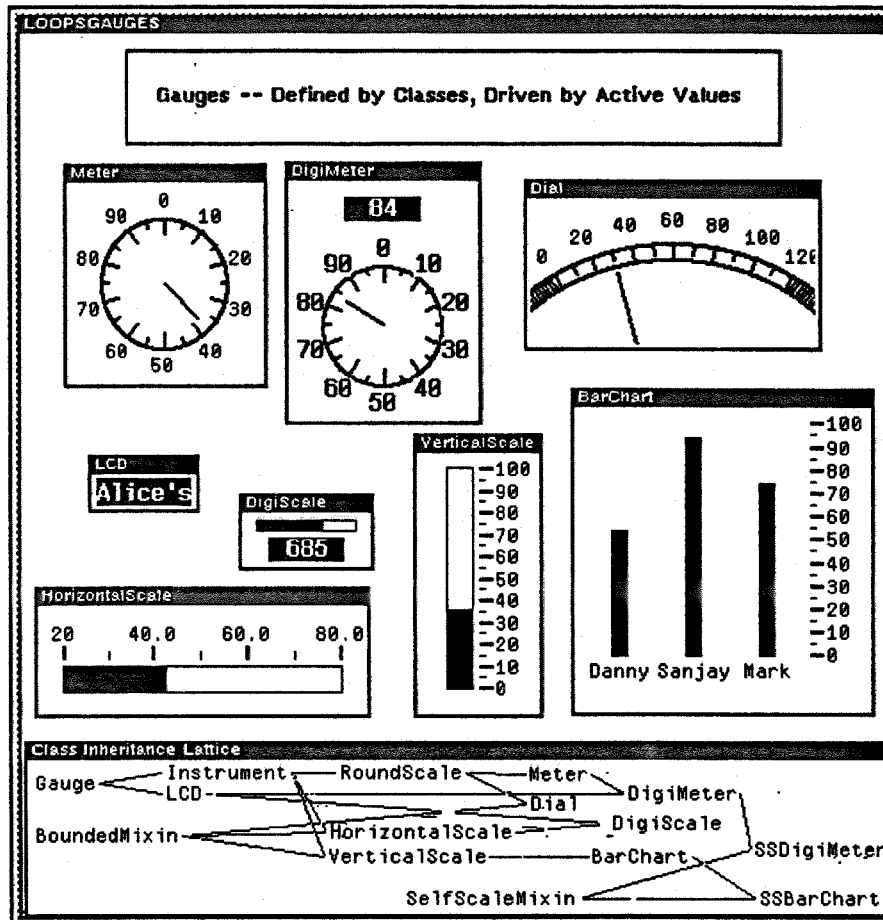 LOOPSGAUGES
Gauges -- Defined by Classes, Driven by Active Values
Meter
0
10
20
30
40
50
60
70
80
90
DigiMeter
84
0
10
20
30
40
50
60
70
80
90
Dial
0 20 40 60 80 100 120
LCD
Alice's
DigiScale
685
VerticalScale
100
90
80
70
60
50
40
30
20
10
0
BarChart
100
90
80
70
60
50
40
30
20
10
0
Danny Sanjay Mark
HorizontalScale
20 40.0 60.0 80.0
Class Inheritance Lattice
Gauge Instrument RoundScale Meter
LCD Dial DigiMeter
BoundedMixin HorizontalScale DigiScale
VerticalScale BarChart SSDigiMeter
SelfScaleMixin SSBarChart